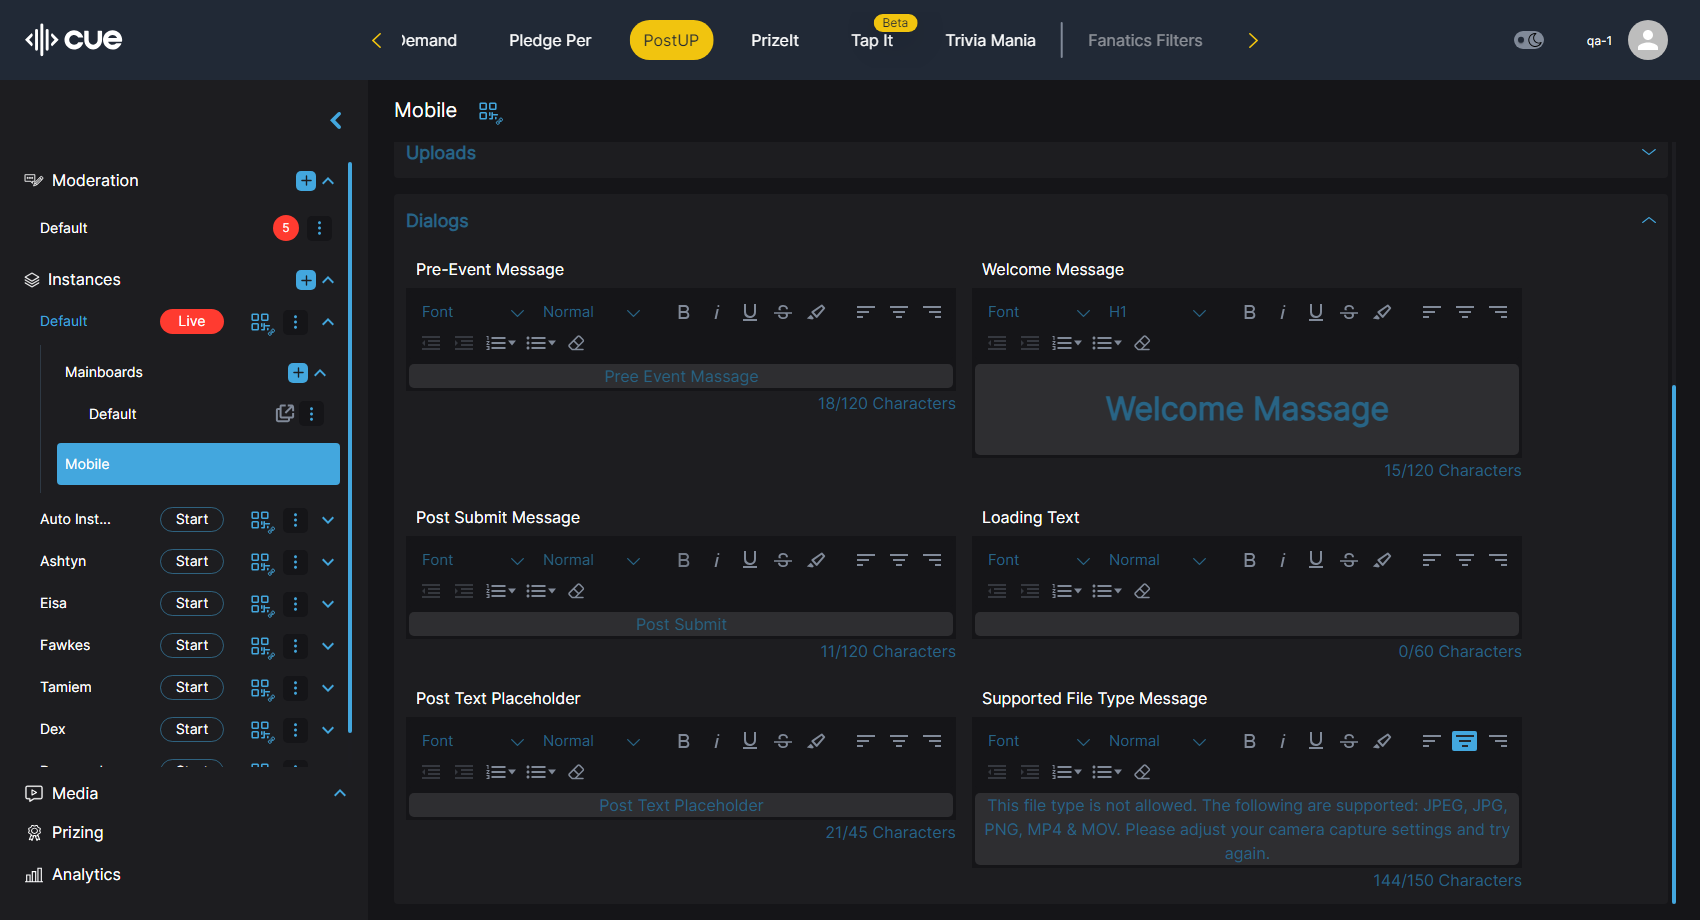 cue
Demand
Pledge Per
PostUP
PrizeIt
Beta
Tap It
Trivia Mania
Fanatics Filters
qa-1
Moderation
Default
5
Instances
Default
Live
Mainboards
Default
Mobile
Auto Inst...
Start
Ashtyn
Start
Eisa
Start
Fawkes
Start
Tamiem
Start
Dex
Start
Media
Prizing
Analytics
Mobile
Uploads
Dialogs
Pre-Event Message
Font
Normal
Pree Event Massage
18/120 Characters
Welcome Message
Font
H1
Welcome Massage
15/120 Characters
Post Submit Message
Font
Normal
Post Submit
11/120 Characters
Loading Text
Font
Normal
0/60 Characters
Post Text Placeholder
Font
Normal
Post Text Placeholder
21/45 Characters
Supported File Type Message
Font
Normal
This file type is not allowed. The following are supported: JPEG, JPG,
PNG, MP4 & MOV. Please adjust your camera capture settings and try
again.
144/150 Characters